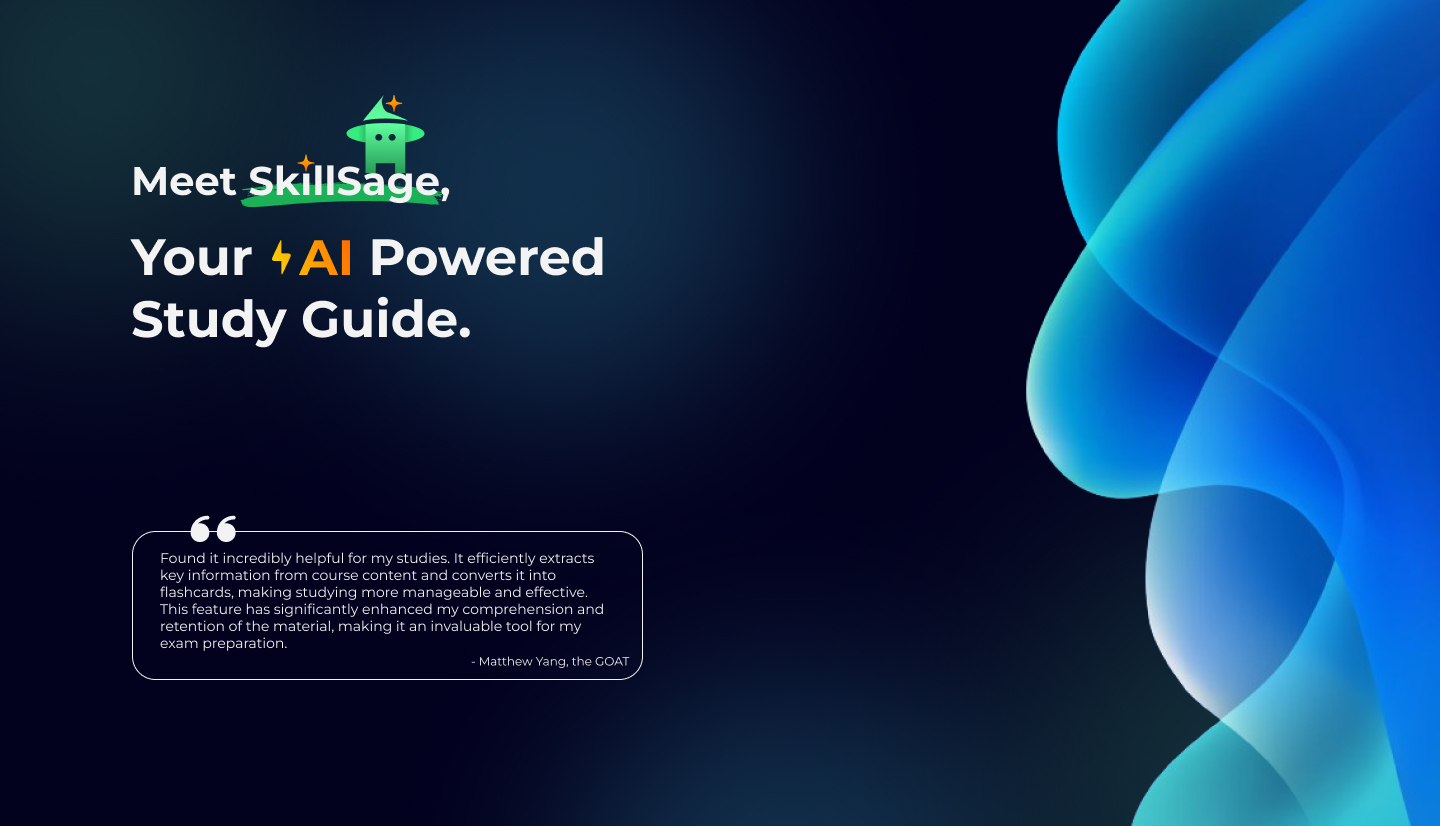 Meet SkillSage,
Your AI Powered
Study Guide.
Found it incredibly helpful for my studies. It efficiently extracts
key information from course content and converts it into
flashcards, making studying more manageable and effective.
This feature has significantly enhanced my comprehension and
retention of the material, making it an invaluable tool for my
exam preparation.
- Matthew Yang, the GOAT